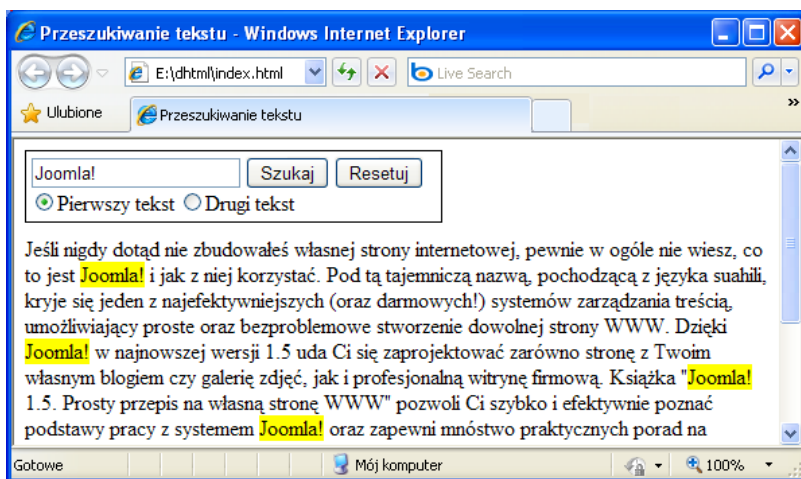 Przeszukiwanie tekstu - Windows Internet Explorer
E:\dhtml\index.html Live Search
Ulubione Przeszukiwanie tekstu »
Joomla! Szukaj Resetuj
Pierwszy tekst Drugi tekst
Jeśli nigdy dotąd nie zbudowałeś własnej strony internetowej, pewnie w ogóle nie wiesz, co
to jest Joomla! i jak z niej korzystać. Pod tą tajemniczą nazwą, pochodzącą z języka suahili,
kryje się jeden z najefektywniejszych (oraz darmowych!) systemów zarządzania treścią,
umożliwiający proste oraz bezproblemowe stworzenie dowolnej strony WWW. Dzięki
Joomla! w najnowszej wersji 1.5 uda Ci się zaprojektować zarówno stronę z Twoim
własnym blogiem czy galerię zdjęć, jak i profesjonalną witrynę firmową. Książka "Joomla!
1.5. Prosty przepis na własną stronę WWW" pozwoli Ci szybko i efektywnie poznać
podstawy pracy z systemem Joomla! oraz zapewni mnóstwo praktycznych porad na
Gotowe Mój komputer 100%